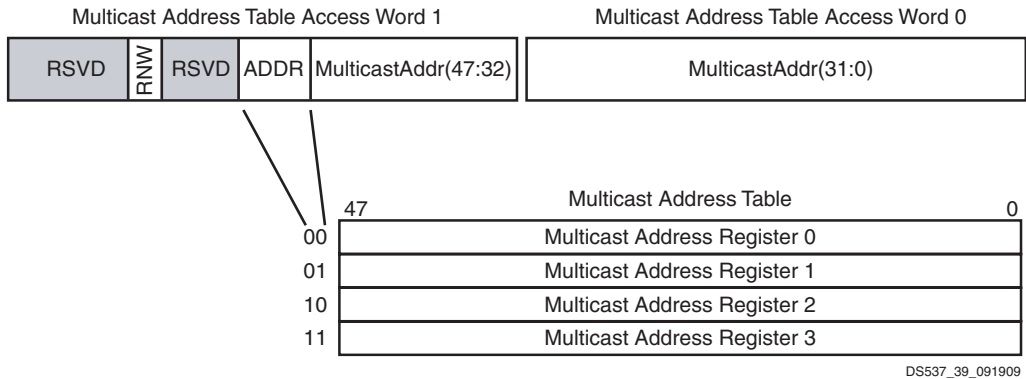 Multicast Address Table Access Word 1 Multicast Address Table Access Word 0
RSVD RNW RSVD ADDR MulticastAddr(47:32) MulticastAddr(31:0)
Multicast Address Table
47 0
00 Multicast Address Register 0
01 Multicast Address Register 1
10 Multicast Address Register 2
11 Multicast Address Register 3
DS537_39_091909